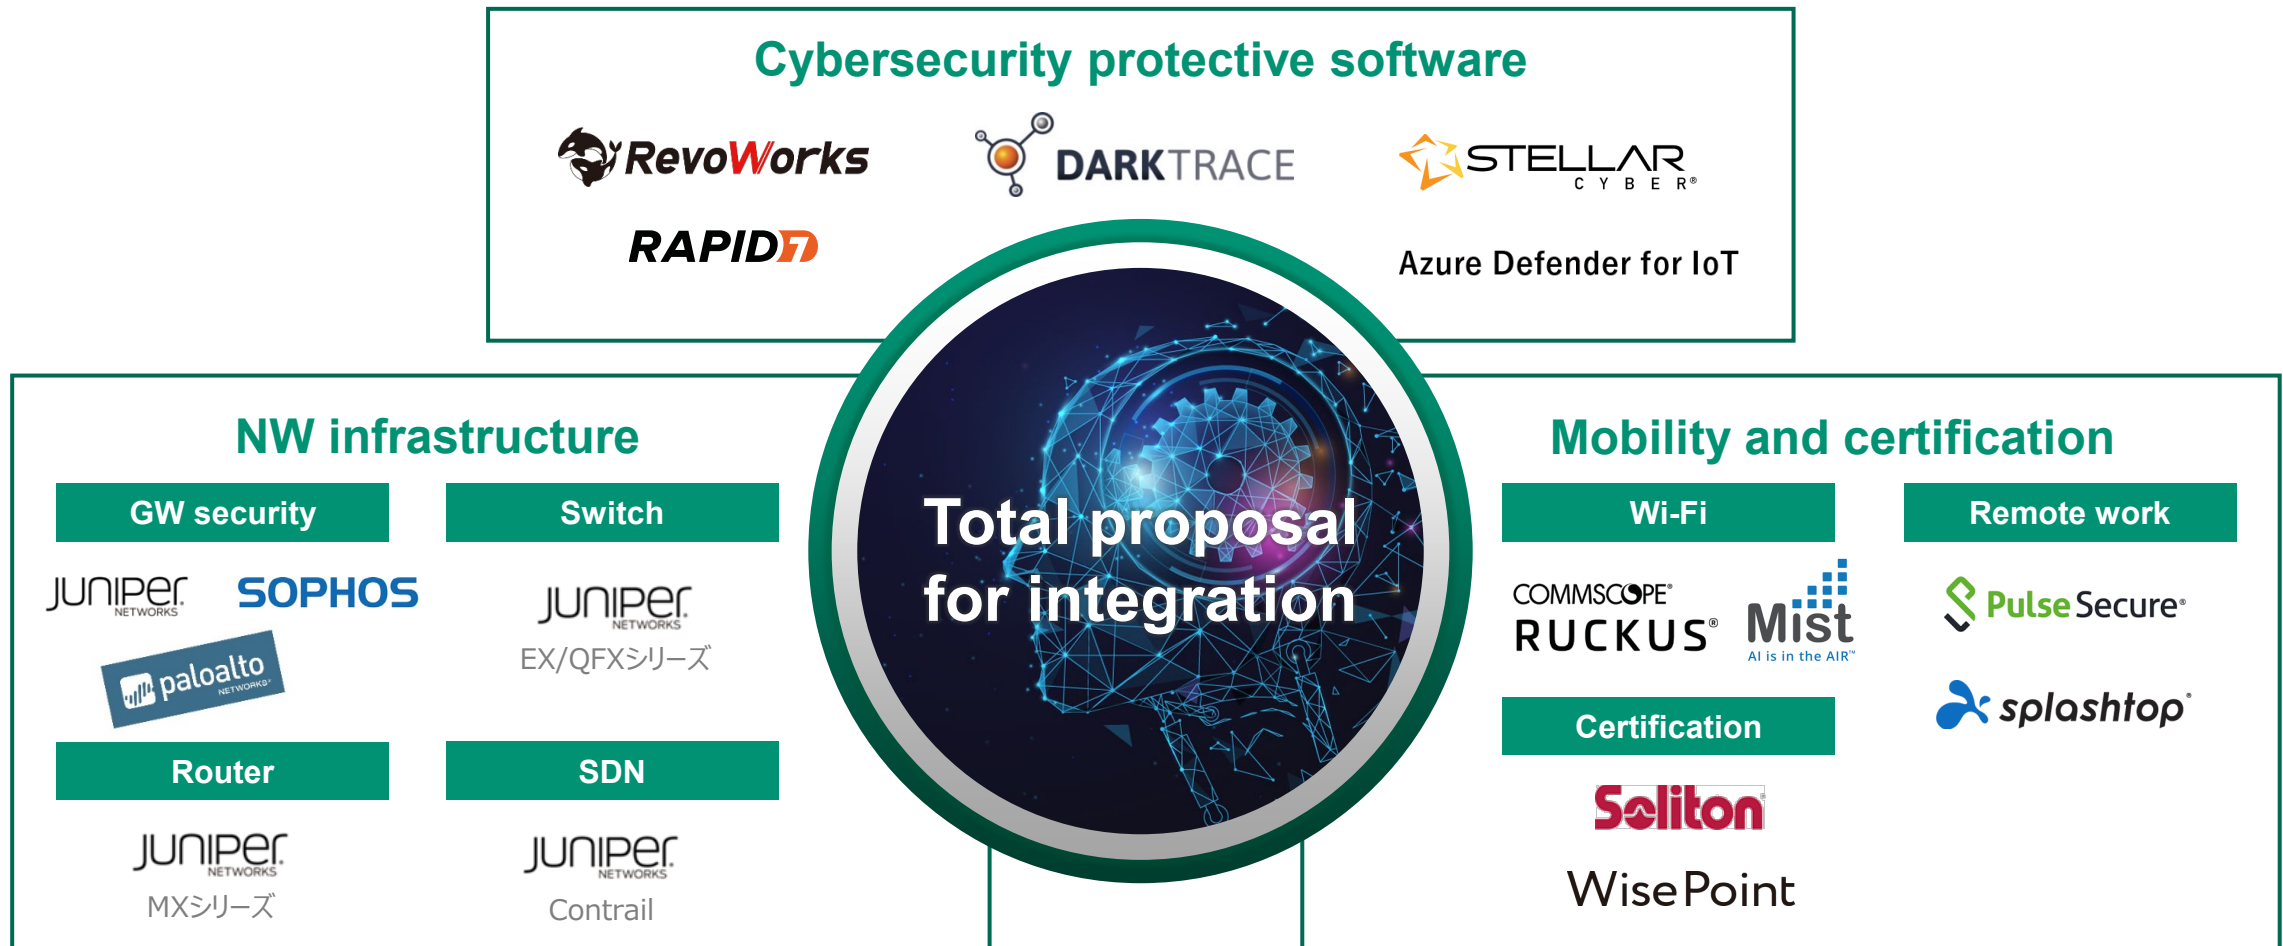 Cybersecurity protective software
RevoWorks
DARKTRACE
STELLAR
CYBER®
RAPID7
Azure Defender for IoT
Total proposal
for integration
NW infrastructure
GW security
JUNIPER
NETWORKS
SOPHOS
paloalto
NETWORKS®
Switch
JUNIPER
NETWORKS
EX/QFXシリーズ
Router
JUNIPER
NETWORKS
MXシリーズ
SDN
JUNIPER
NETWORKS
Contrail
Mobility and certification
Wi-Fi
COMMSCOPE®
RUCKUS®
Mist
AI is in the AIR™
Remote work
Pulse Secure®
splashtop®
Certification
Soliton®
WisePoint